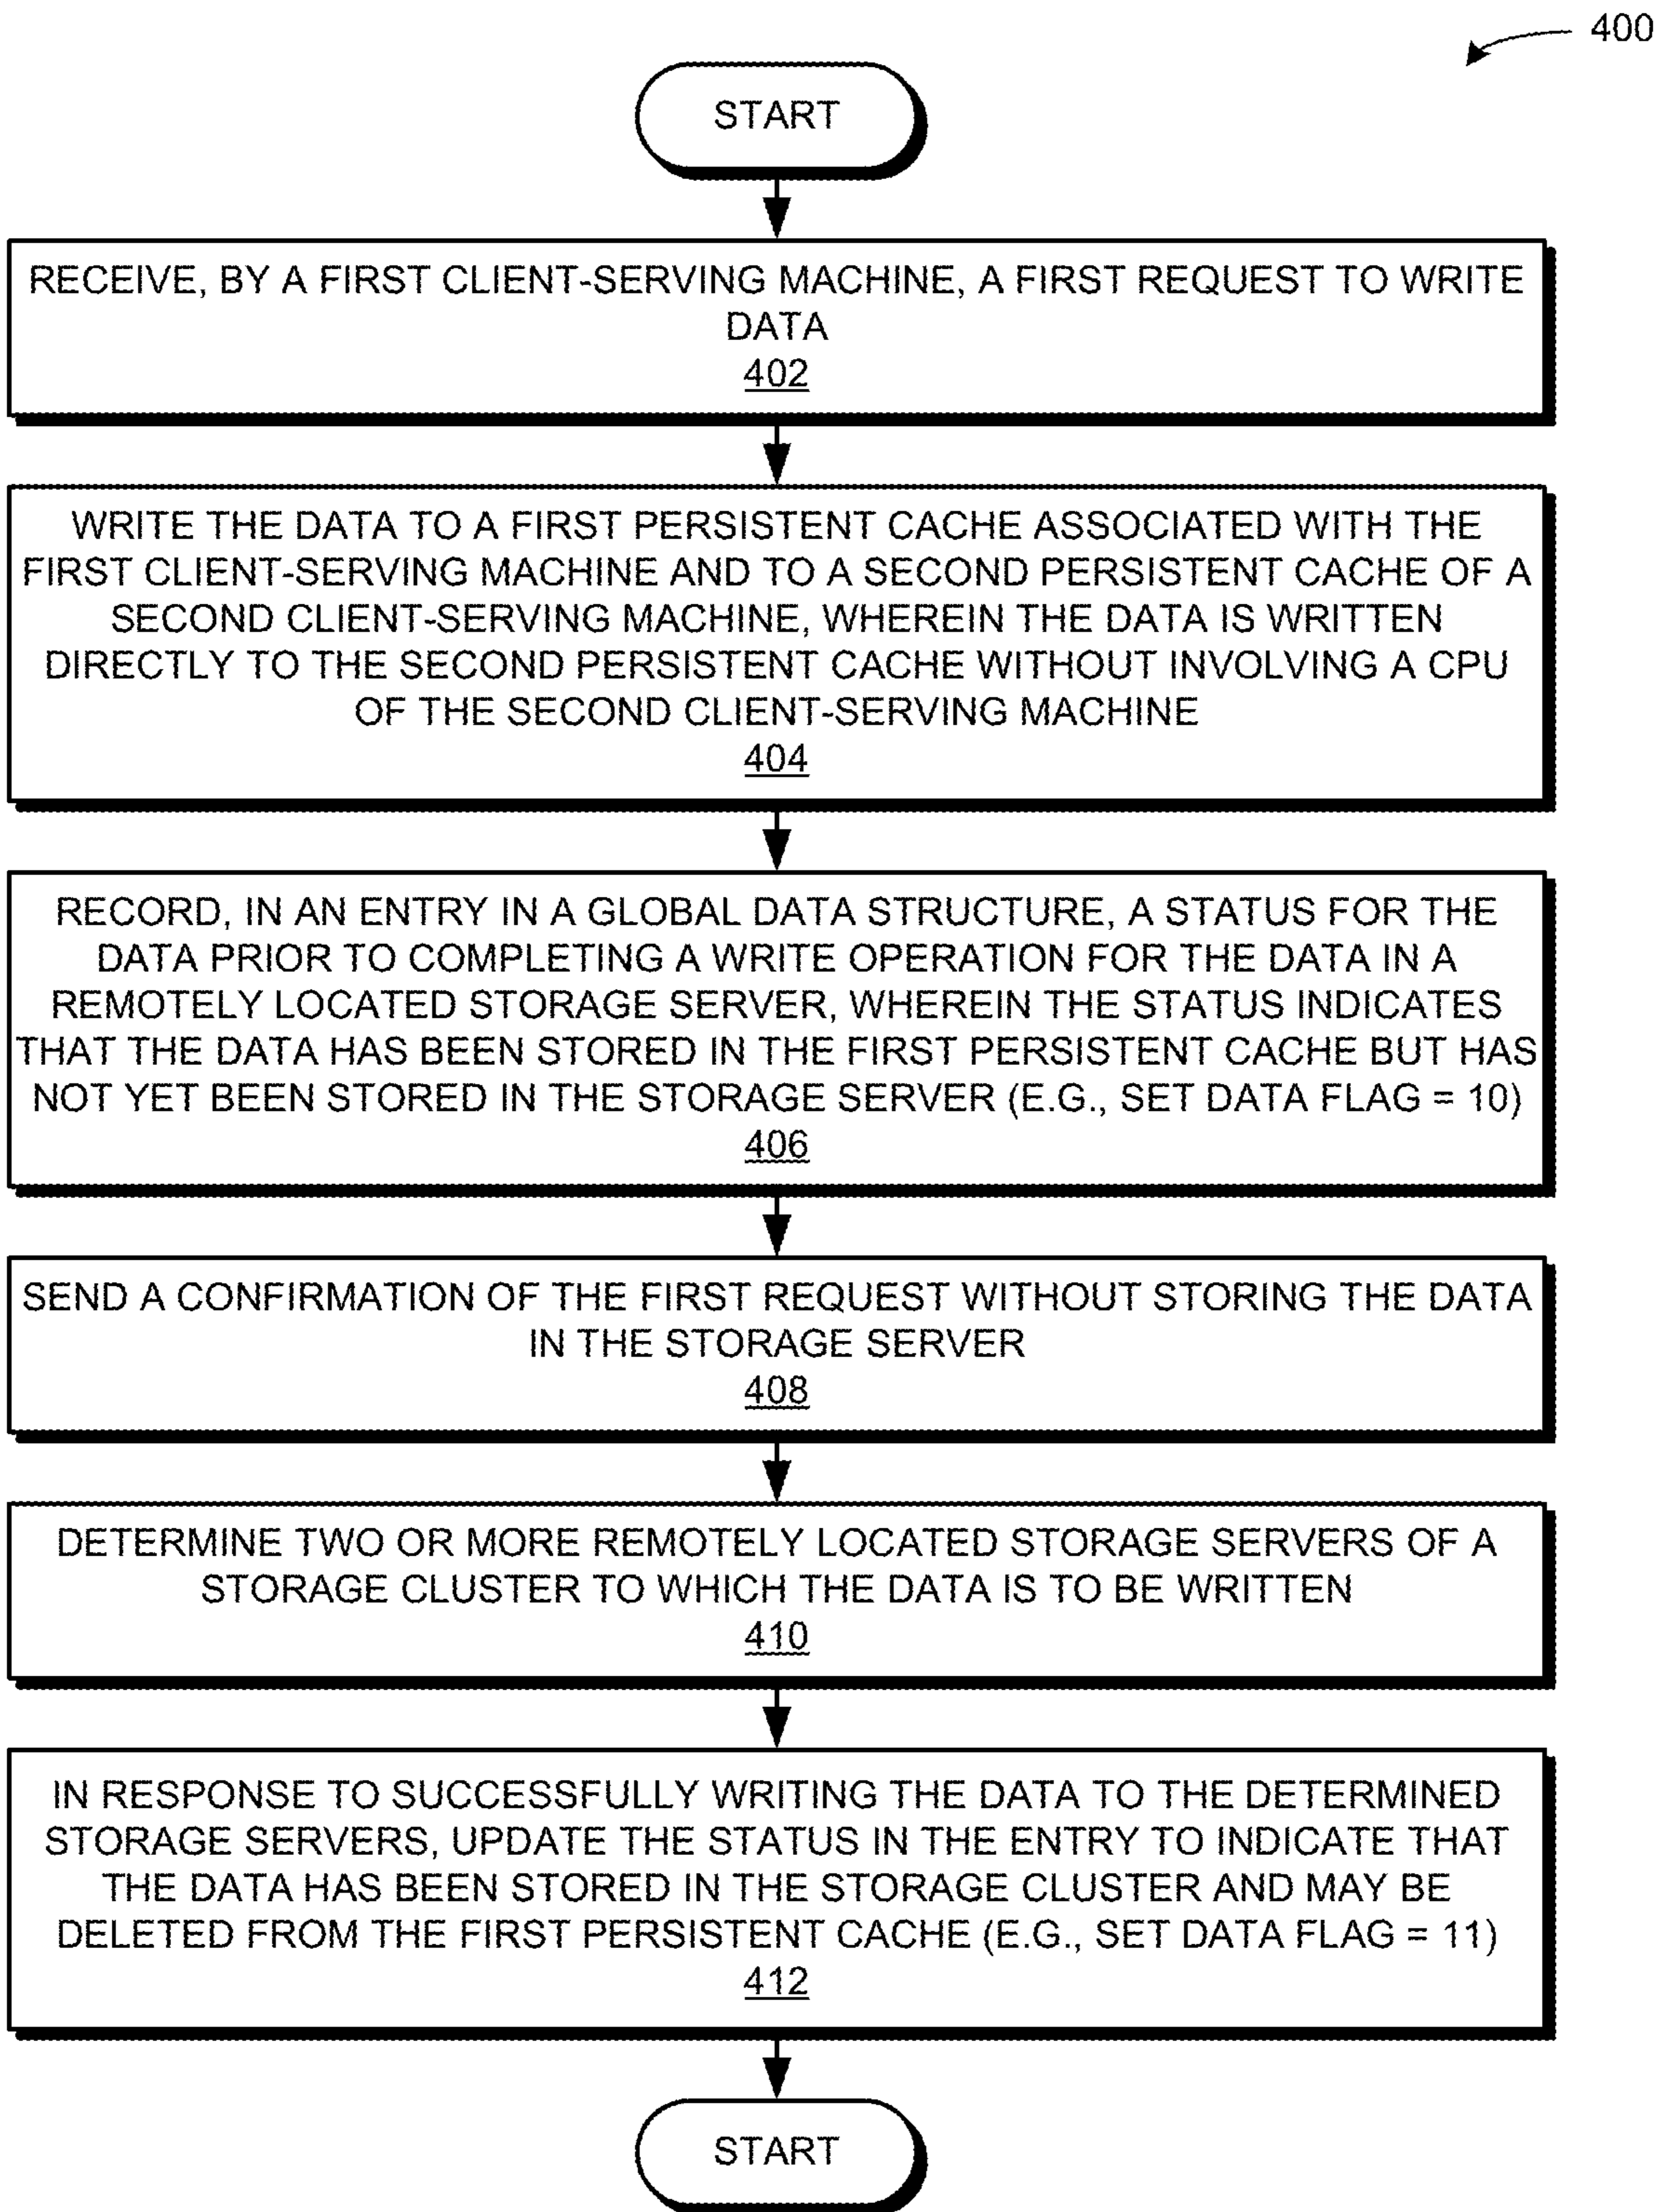 400
START
RECEIVE, BY A FIRST CLIENT-SERVING MACHINE, A FIRST REQUEST TO WRITE
DATA
402
WRITE THE DATA TO A FIRST PERSISTENT CACHE ASSOCIATED WITH THE
FIRST CLIENT-SERVING MACHINE AND TO A SECOND PERSISTENT CACHE OF A
SECOND CLIENT-SERVING MACHINE, WHEREIN THE DATA IS WRITTEN
DIRECTLY TO THE SECOND PERSISTENT CACHE WITHOUT INVOLVING A CPU
OF THE SECOND CLIENT-SERVING MACHINE
404
RECORD, IN AN ENTRY IN A GLOBAL DATA STRUCTURE, A STATUS FOR THE
DATA PRIOR TO COMPLETING A WRITE OPERATION FOR THE DATA IN A
REMOTELY LOCATED STORAGE SERVER, WHEREIN THE STATUS INDICATES
THAT THE DATA HAS BEEN STORED IN THE FIRST PERSISTENT CACHE BUT HAS
NOT YET BEEN STORED IN THE STORAGE SERVER (E.G., SET DATA FLAG = 10)
406
SEND A CONFIRMATION OF THE FIRST REQUEST WITHOUT STORING THE DATA
IN THE STORAGE SERVER
408
DETERMINE TWO OR MORE REMOTELY LOCATED STORAGE SERVERS OF A
STORAGE CLUSTER TO WHICH THE DATA IS TO BE WRITTEN
410
IN RESPONSE TO SUCCESSFULLY WRITING THE DATA TO THE DETERMINED
STORAGE SERVERS, UPDATE THE STATUS IN THE ENTRY TO INDICATE THAT
THE DATA HAS BEEN STORED IN THE STORAGE CLUSTER AND MAY BE
DELETED FROM THE FIRST PERSISTENT CACHE (E.G., SET DATA FLAG = 11)
412
START